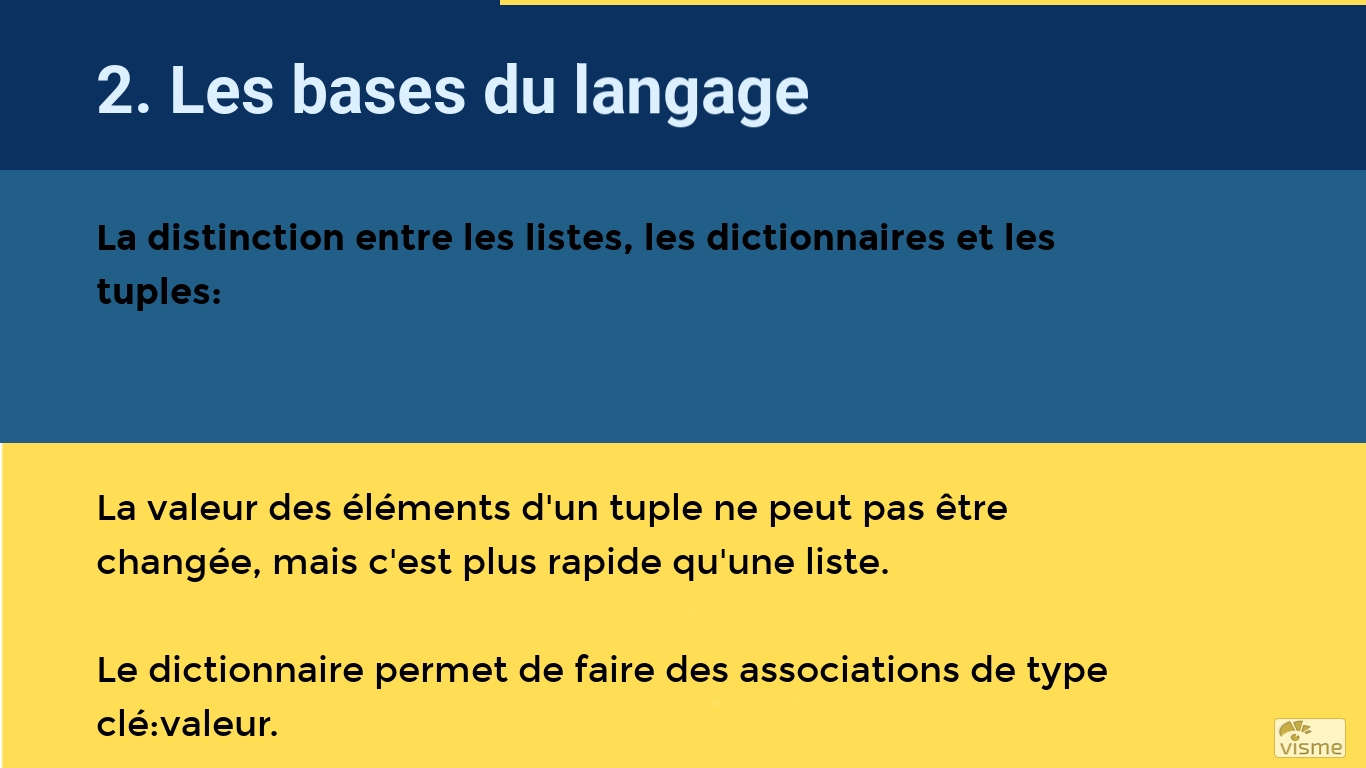 2. Les bases du langage
La distinction entre les listes, les dictionnaires et les
tuples:
La valeur des éléments d'un tuple ne peut pas être
changée, mais c'est plus rapide qu'une liste.
Le dictionnaire permet de faire des associations de type
clé:valeur.
visme